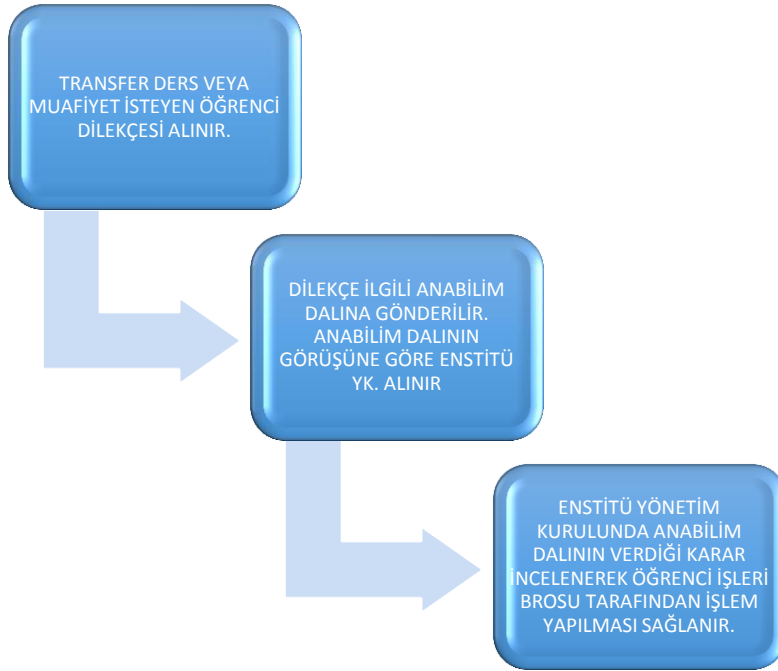 TRANSFER DERS VEYA
MUAFİYET İSTEYEN ÖĞRENCİ
DİLEKÇESİ ALINIR.
DİLEKÇE İLGİLİ ANABİLİM
DALINA GÖNDERİLİR.
ANABİLİM DALININ
GÖRÜŞÜNE GÖRE ENSTİTÜ
YK. ALINIR
ENSTİTÜ YÖNETİM
KURULUNDA ANABİLİM
DALININ VERDİĞİ KARAR
İNCELENEREK ÖĞRENCİ İŞLERİ
BROSU TARAFINDAN İŞLEM
YAPILMASI SAĞLANIR.